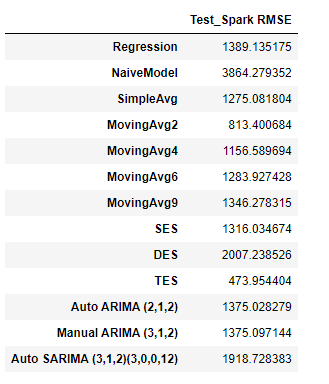 Test_Spark RMSE
Regression 1389.135175
NaiveModel 3864.279352
SimpleAvg 1275.081804
MovingAvg2 813.400684
MovingAvg4 1156.589694
MovingAvg6 1283.927428
MovingAvg9 1346.278315
SES 1316.034674
DES 2007.238526
TES 473.954404
Auto ARIMA (2,1,2) 1375.028279
Manual ARIMA (3,1,2) 1375.097144
Auto SARIMA (3,1,2)(3,0,0,12) 1918.728383